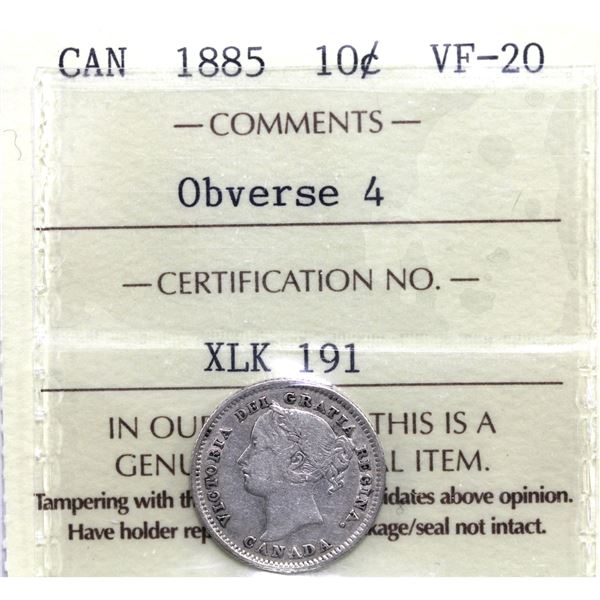 CAN 1885 10¢ VF-20
— COMMENTS —
Obverse 4
— CERTIFICATION NO. —
XLK 191
IN OU THIS IS A
GENU L ITEM.
Tampering with th idates above opinion.
Have holder rep kage/seal not intact.
VICTORIA DEI GRATIA REGINA.
CANADA